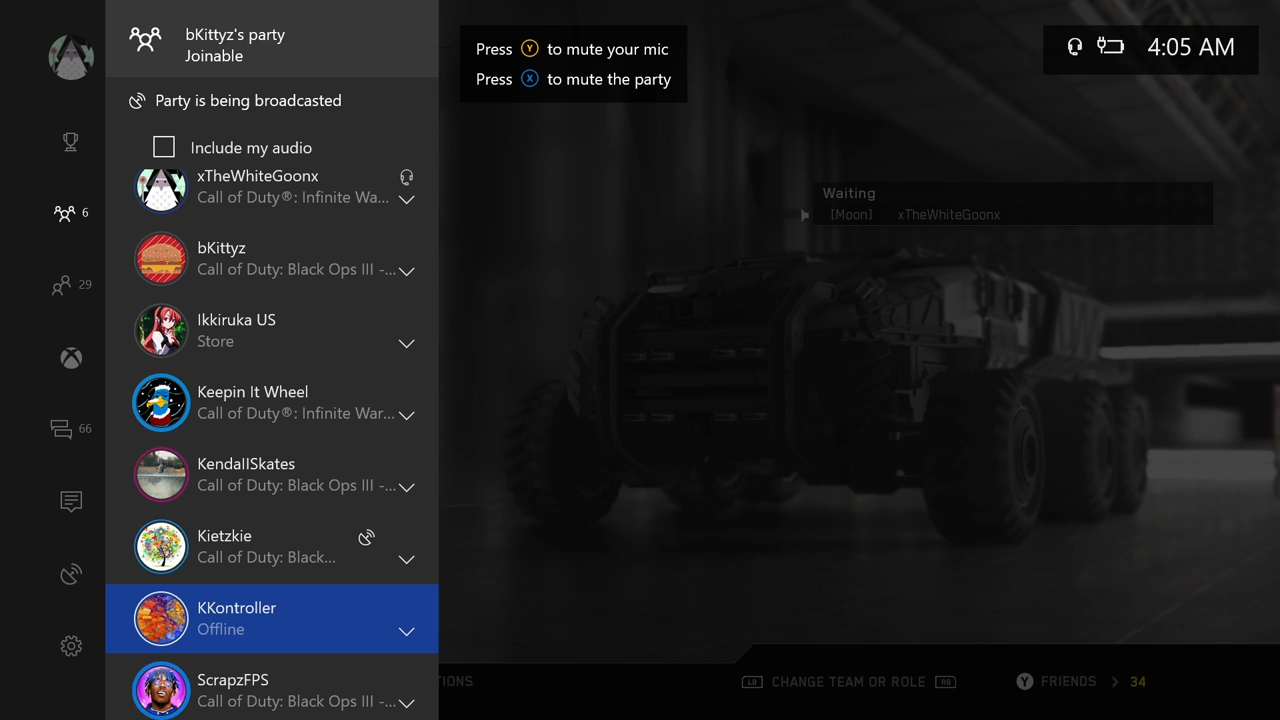 bKittyz's party
Joinable
Party is being broadcasted
Include my audio
xTheWhiteGoonx
Call of Duty®: Infinite Wa...
bKittyz
Call of Duty: Black Ops III -...
Ikkiruka US
Store
Keepin It Wheel
Call of Duty®: Infinite War...
KendallSkates
Call of Duty: Black Ops III -...
Kietzkie
Call of Duty: Black...
KKontroller
Offline
ScrapzFPS
Call of Duty: Black Ops III -...
6
29
66
Press Y to mute your mic
Press X to mute the party
4:05 AM
Waiting
[Moon] xTheWhiteGoonx
TIONS
LB CHANGE TEAM OR ROLE RB
Y FRIENDS > 34